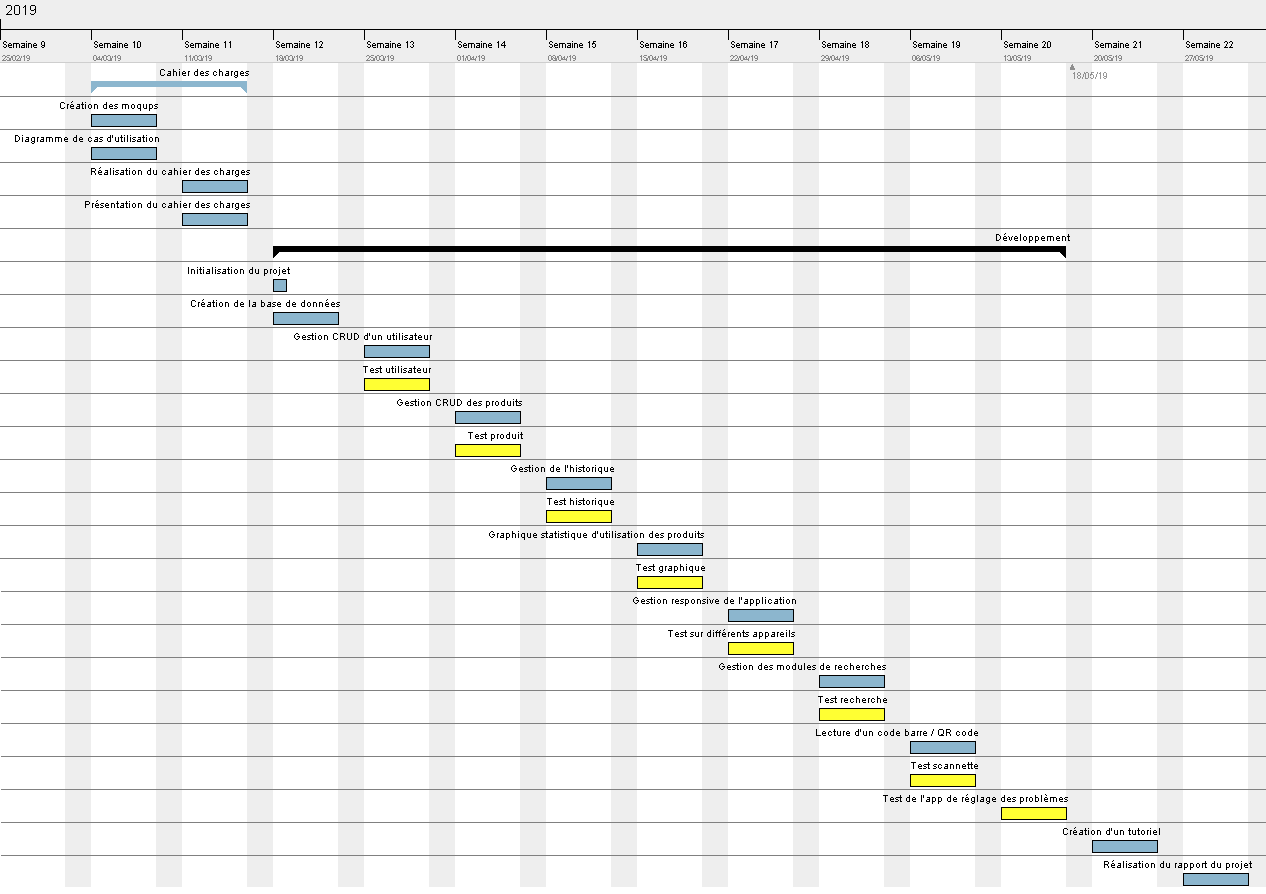 2019
Semaine 9 Semaine 10 Semaine 11 Semaine 12 Semaine 13 Semaine 14 Semaine 15 Semaine 16 Semaine 17 Semaine 18 Semaine 19 Semaine 20 Semaine 21 Semaine 22
25/02/19 04/03/19 11/03/19 18/03/19 25/03/19 01/04/19 08/04/19 15/04/19 22/04/19 29/04/19 06/05/19 13/05/19 20/05/19 27/05/19
Cahier des charges
18/05/19
Création des moqups
Diagramme de cas d'utilisation
Réalisation du cahier des charges
Présentation du cahier des charges
Développement
Initialisation du projet
Création de la base de données
Gestion CRUD d'un utilisateur
Test utilisateur
Gestion CRUD des produits
Test produit
Gestion de l'historique
Test historique
Graphique statistique d'utilisation des produits
Test graphique
Gestion responsive de l'application
Test sur différents appareils
Gestion des modules de recherches
Test recherche
Lecture d'un code barre / QR code
Test scannette
Test de l'app de réglage des problèmes
Création d'un tutoriel
Réalisation du rapport du projet